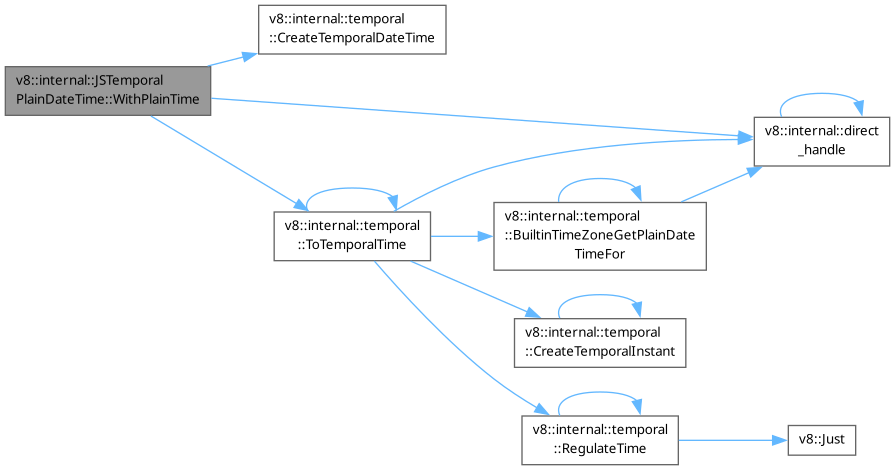 v8::internal::temporal
::CreateTemporalDateTime
v8::internal::JSTemporal
PlainDateTime::WithPlainTime
v8::internal::direct
_handle
v8::internal::temporal
::ToTemporalTime
v8::internal::temporal
::BuiltinTimeZoneGetPlainDate
TimeFor
v8::internal::temporal
::CreateTemporalInstant
v8::internal::temporal
::RegulateTime
v8::Just